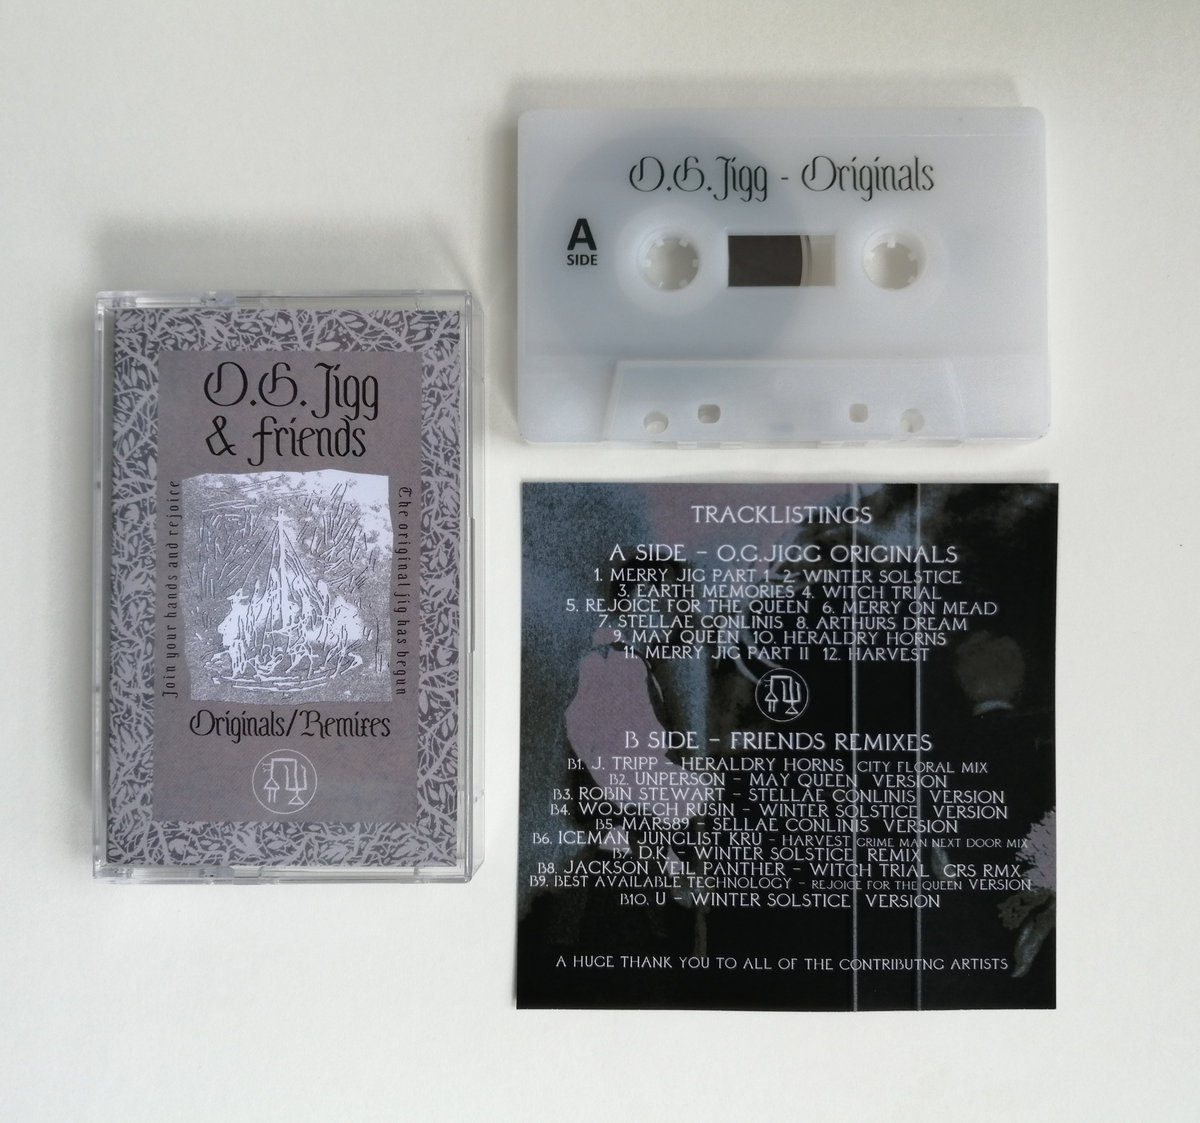 O.G. Jigg
& friends
Join your hands and rejoice
The original jig has begun
Originals/Remixes
O.G. Jigg - Originals
A
SIDE
TRACKLISTINGS
A SIDE – O.G.JIGG ORIGINALS
1. MERRY JIG PART 1 2. WINTER SOLSTICE
3. EARTH MEMORIES 4. WITCH TRIAL
5. REJOICE FOR THE QUEEN 6. MERRY ON MEAD
7. STELLAE CONLINIS 8. ARTHURS DREAM
9. MAY QUEEN 10. HERALDRY HORNS
11. MERRY JIG PART II 12. HARVEST
B SIDE – FRIENDS REMIXES
B1. J. TRIPP – HERALDRY HORNS CITY FLORAL MIX
B2. UNPERSON – MAY QUEEN VERSION
B3. ROBIN STEWART – STELLAE CONLINIS VERSION
B4. WOJCIECH RUSIN – WINTER SOLSTICE VERSION
B5. MARS89 – SELLAE CONLINIS VERSION
B6. ICEMAN JUNGLIST KRU – HARVEST GRIME MAN NEXT DOOR MIX
B7. D.K. – WINTER SOLSTICE REMIX
B8. JACKSON VEIL PANTHER – WITCH TRIAL CRS RMX
B9. BEST AVAILABLE TECHNOLOGY – REJOICE FOR THE QUEEN VERSION
B10. U – WINTER SOLSTICE VERSION
A HUGE THANK YOU TO ALL OF THE CONTRIBUTNG ARTISTS